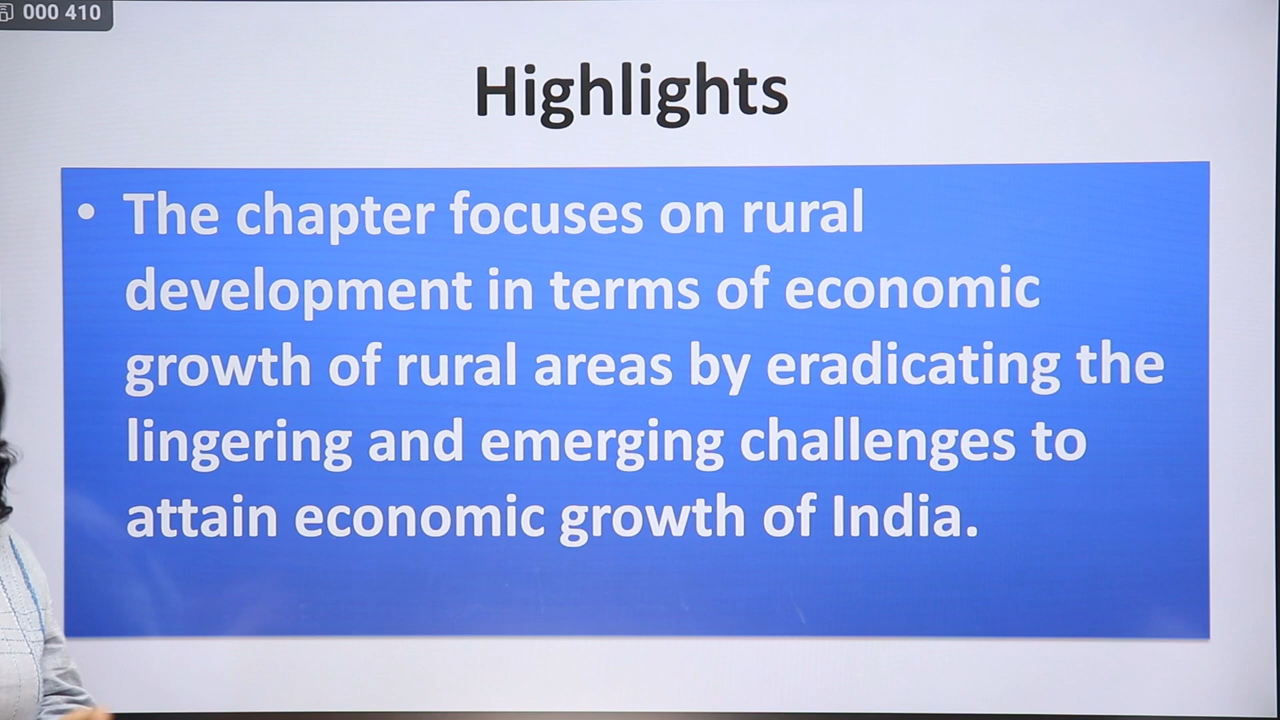 000 410
Highlights
• The chapter focuses on rural
development in terms of economic
growth of rural areas by eradicating the
lingering and emerging challenges to
attain economic growth of India.